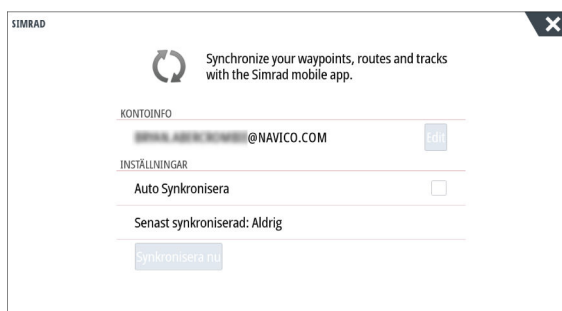 SIMRAD
Synchronize your waypoints, routes and tracks
with the Simrad mobile app.
KONTOINFO
@NAVICO.COM
Edit
INSTÄLLNINGAR
Auto Synkronisera
Senast synkroniserad: Aldrig
Synkronisera nu